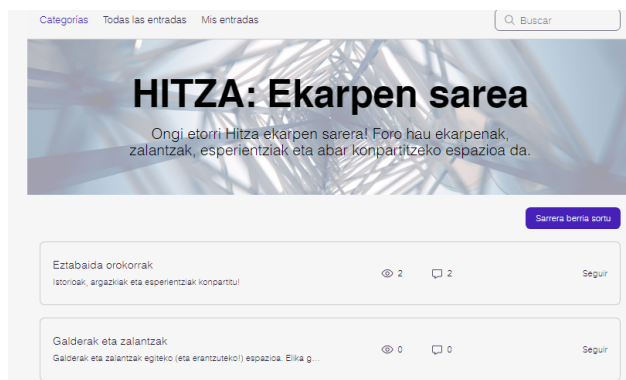 Categorías Todas las entradas Mis entradas Buscar
HITZA: Ekarpen sarea
Ongi etorri Hitza ekarpen sarera! Foro hau ekarpenak,
zalantzak, esperientziak eta abar konpartitzeko espazioa da.
Sarrera berria sortu
Eztabaida orokorrak
Istorioak, argazkiak eta esperientziak konpartitu!
2 2 Seguir
Galderak eta zalantzak
Galderak eta zalantzak egiteko (eta erantzuteko!) espazioa. Elika g...
0 0 Seguir